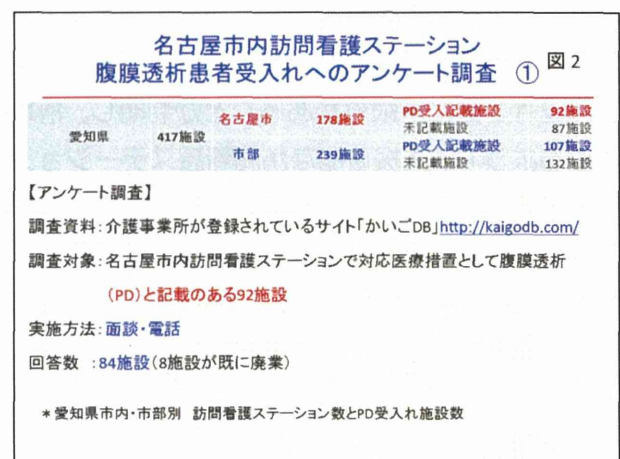 名古屋市内訪問看護ステーション
腹膜透析患者受入れへのアンケート調査 ① 図2
愛知県 417施設 名古屋市 178施設 PD受入記載施設 92施設
未記載施設 87施設
市部 239施設 PD受入記載施設 107施設
未記載施設 132施設
【アンケート調査】
調査資料:介護事業所が登録されているサイト「かいごDB」http://kaigodb.com/
調査対象:名古屋市内訪問看護ステーションで対応医療措置として腹膜透析
(PD)と記載のある92施設
実施方法:面談・電話
回答数 :84施設(8施設が既に廃業)
*愛知県市内・市部別 訪問看護ステーション数とPD受入れ施設数